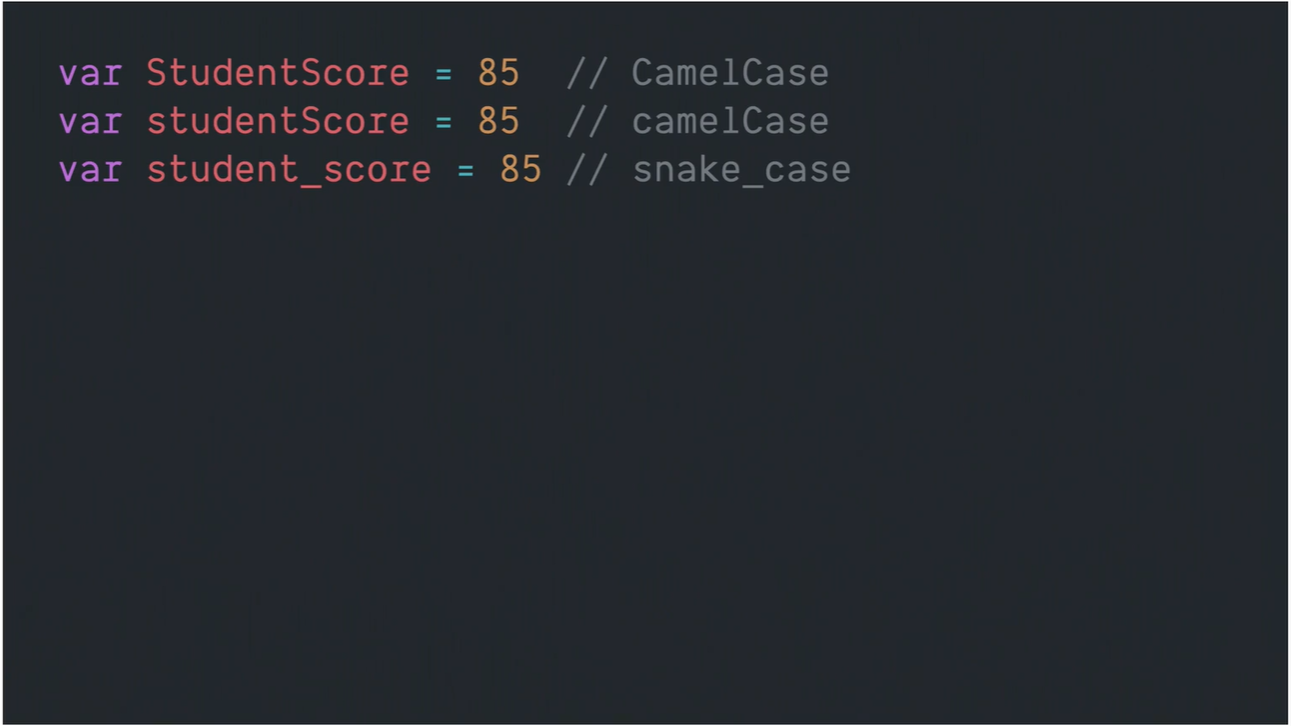 var StudentScore = 85  // CamelCase
var studentScore = 85  // camelCase
var student_score = 85 // snake_case